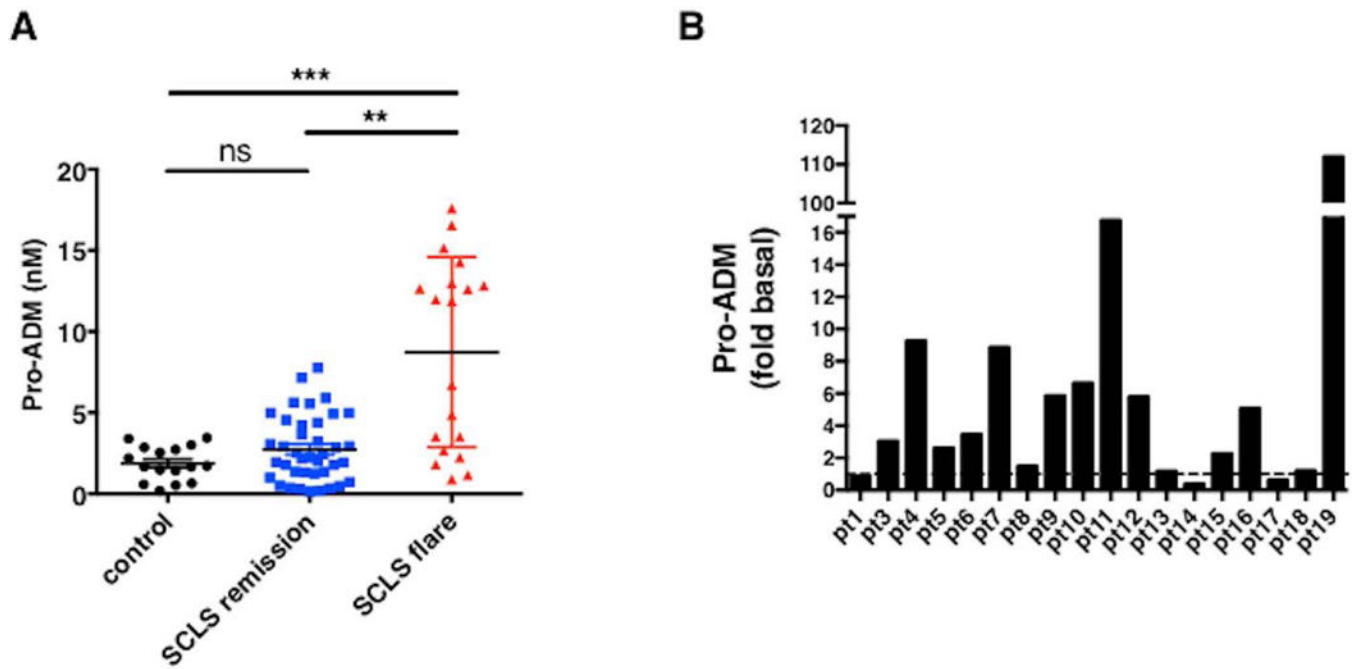 A
***
**
ns
20
15
10
5
0
Pro-ADM (nM)
control
SCLS remission
SCLS flare
B
120
110
100
16
14
12
10
8
6
4
2
0
Pro-ADM
(fold basal)
pt1
pt3
pt4
pt5
pt6
pt7
pt8
pt9
pt10
pt11
pt12
pt13
pt14
pt15
pt16
pt17
pt18
pt19